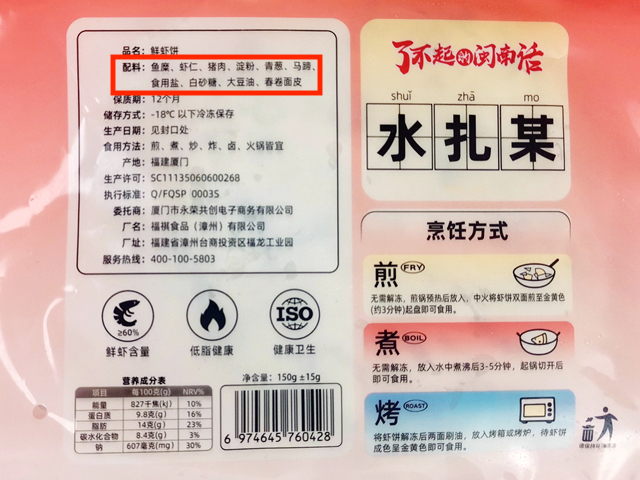 品名: 鲜虾饼
配料: 鱼糜、虾仁、猪肉、淀粉、青葱、马蹄、
食用盐、白砂糖、大豆油、春卷面皮
保质期: 12个月
储存方式: -18℃以下冷冻保存
生产日期: 见封口处
食用方法: 煎、煮、炒、炸、卤、火锅皆宜
产地: 福建厦门
生产许可: SC11135060600268
执行标准: Q/FQSP 0003S
委托商: 厦门市永荣共创电子商务有限公司
厂名: 福祺食品（漳州）有限公司
厂址: 福建省漳州台商投资区福龙工业园
服务热线: 400-100-5803
≥60%
鲜虾含量
低脂健康
ISO
健康卫生
营养成分表
项目 每100克(g) NRV%
能量 827千焦(kj) 10%
蛋白质 9.8克(g) 16%
脂肪 14克(g) 23%
碳水化合物 8.4克(g) 3%
钠 607毫克(mg) 30%
净含量: 150g ±15g
6 974645 760428
了不起的闽南话
shuǐ zhā mo
水扎某
烹饪方式
煎 FRY
无需解冻，煎锅预热后放入，中火将虾饼双面煎至金黄色
(约3分钟)起盘即可食用。
煮 BOIL
无需解冻，放入水中煮沸后3-5分钟，起锅切开后
即可食用。
烤 ROAST
将虾饼解冻后两面刷油，放入烤箱或烤炉，待虾饼
成色呈金黄色即可食用。